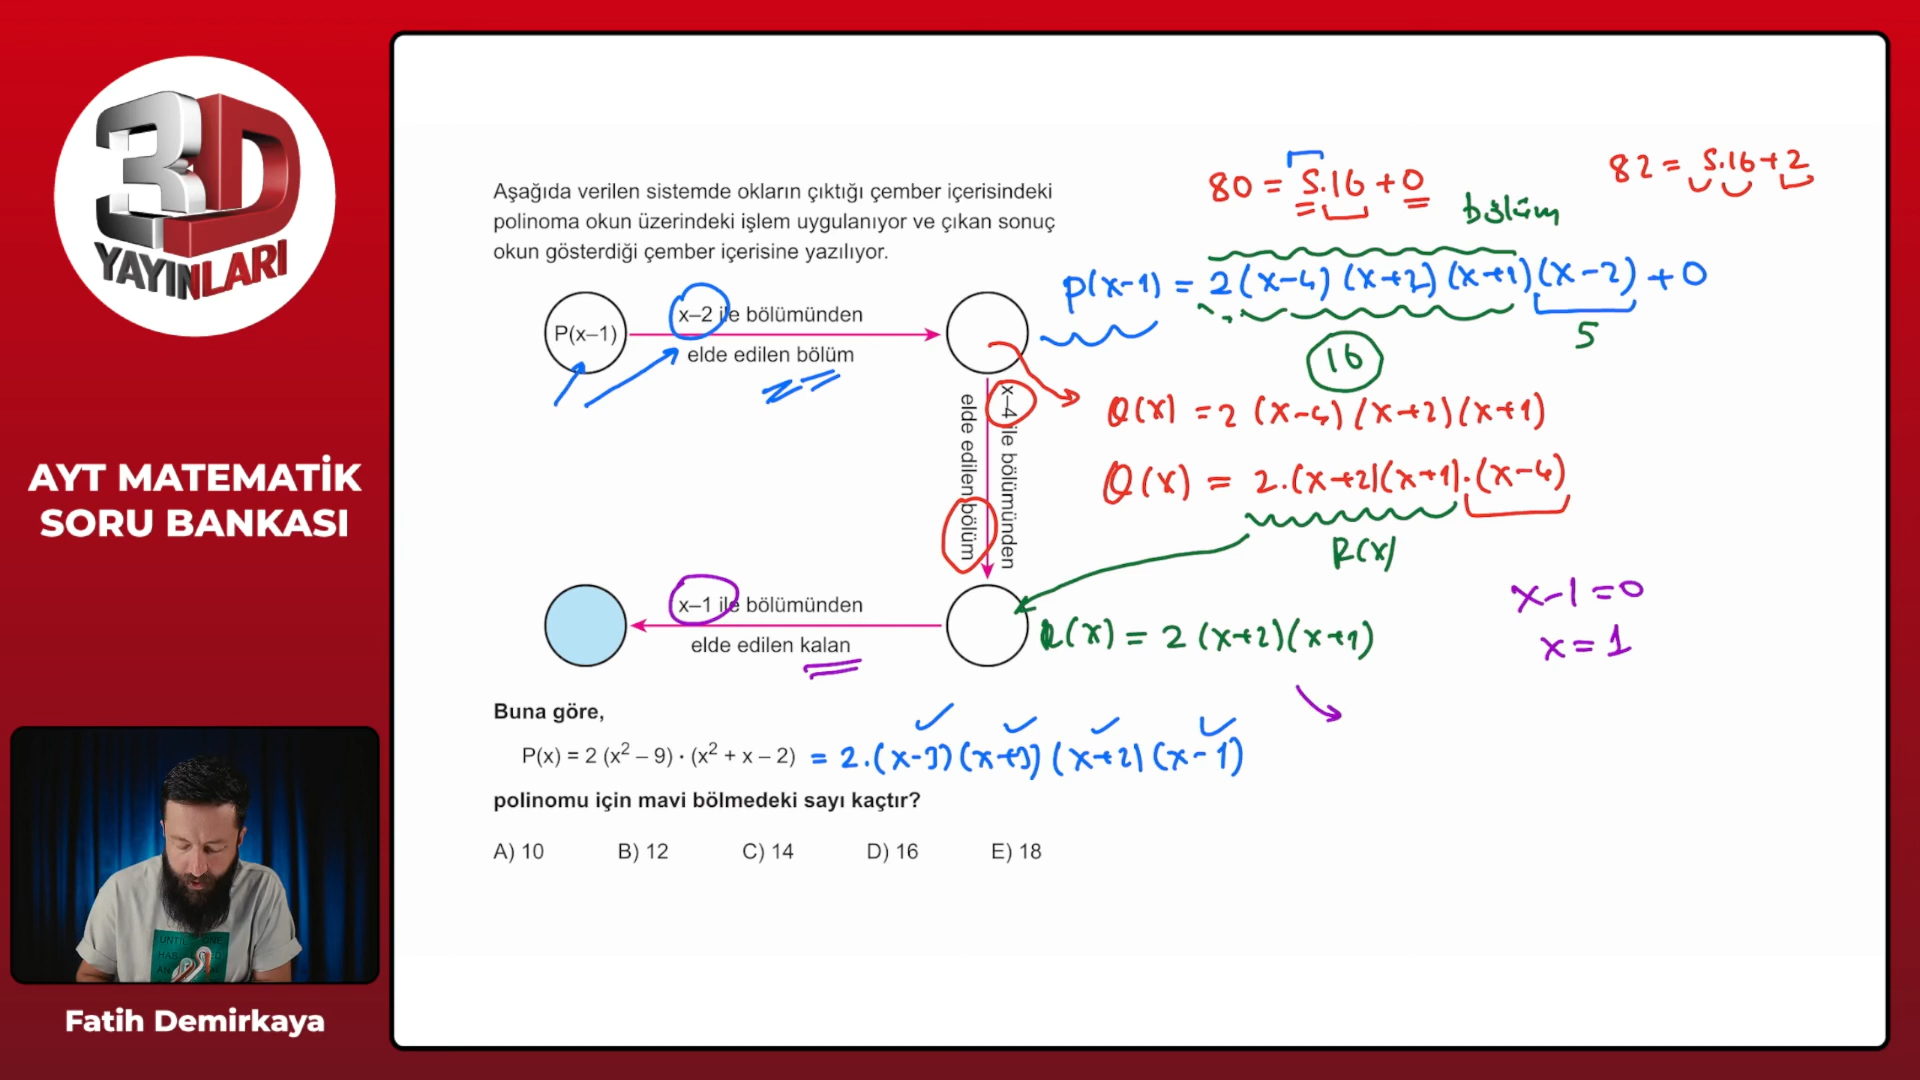 3D
YAYINLARI
AYT MATEMATİK
SORU BANKASI
Fatih Demirkaya
Aşağıda verilen sistemde okların çıktığı çember içerisindeki
polinoma okun üzerindeki işlem uygulanıyor ve çıkan sonuç
okun gösterdiği çember içerisine yazılıyor.
80 = 5.16 + 0
82 = 5.16 + 2
bölüm
P(x-1) = 2(x-4)(x+2)(x+1)(x-2) + 0
16
5
P(x–1)
x–2 ile bölümünden
elde edilen bölüm
x–4 ile bölümünden
elde edilen bölüm
Q(x) = 2 (x-4)(x+2)(x+1)
Q(x) = 2.(x+2)(x+1).(x-4)
R(x)
x–1 ile bölümünden
elde edilen kalan
R(x) = 2 (x+2)(x+1)
x-1=0
x=1
Buna göre,
P(x) = 2 (x² – 9) · (x² + x – 2) = 2.(x-3)(x+3)(x+2)(x-1)
polinomu için mavi bölmedeki sayı kaçtır?
A) 10 B) 12 C) 14 D) 16 E) 18